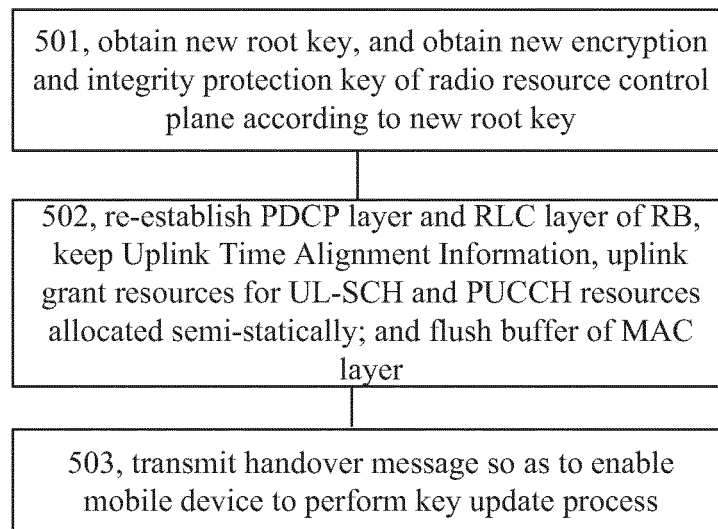 501, obtain new root key, and obtain new encryption
and integrity protection key of radio resource control
plane according to new root key
502, re-establish PDCP layer and RLC layer of RB,
keep Uplink Time Alignment Information, uplink
grant resources for UL-SCH and PUCCH resources
allocated semi-statically; and flush buffer of MAC
layer
503, transmit handover message so as to enable
mobile device to perform key update process